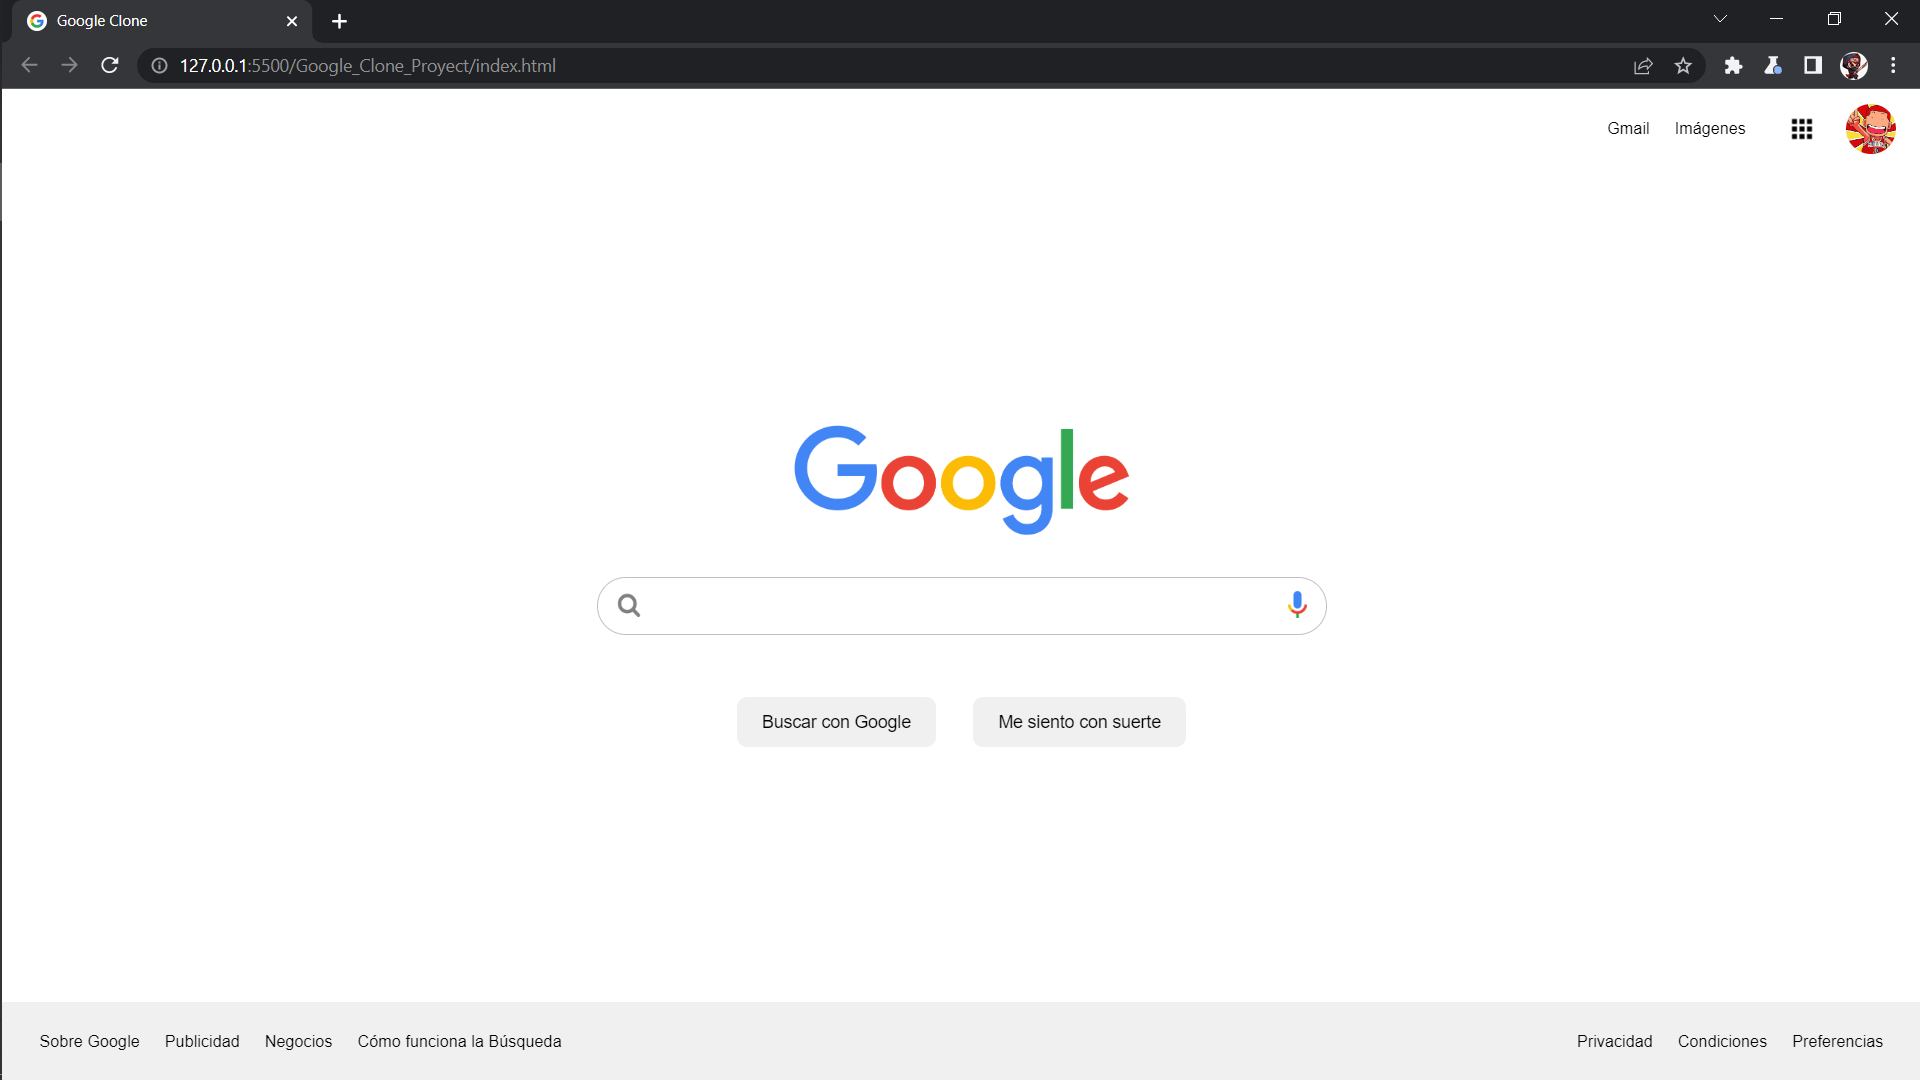 Google Clone
127.0.0.1:5500/Google_Clone_Proyect/index.html
Gmail Imágenes
Google
Buscar con Google Me siento con suerte
Sobre Google Publicidad Negocios Cómo funciona la Búsqueda Privacidad Condiciones Preferencias